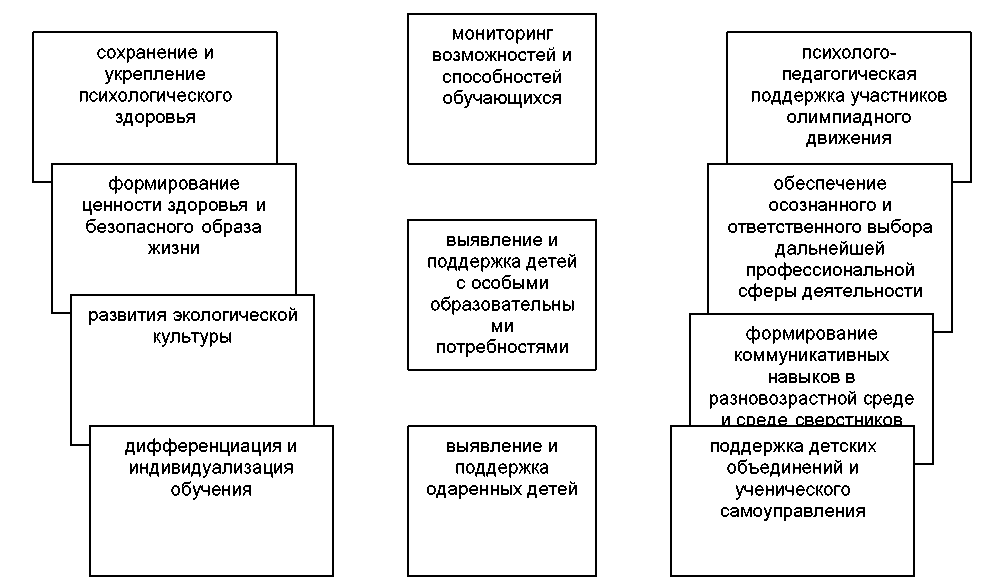 сохранение и
укрепление
психологического
здоровья
формирование
ценности здоровья и
безопасного образа
жизни
развития экологической
культуры
дифференциация и
индивидуализация
обучения
мониторинг
возможностей и
способностей
обучающихся
выявление и
поддержка детей
с особыми
образовательны
ми
потребностями
выявление и
поддержка
одаренных детей
психолого-
педагогическая
поддержка участников
олимпиадного
движения
обеспечение
осознанного и
ответственного выбора
дальнейшей
профессиональной
сферы деятельности
формирование
коммуникативных
навыков в
разновозрастной среде
и среде сверстников
поддержка детских
объединений и
ученического
самоуправления